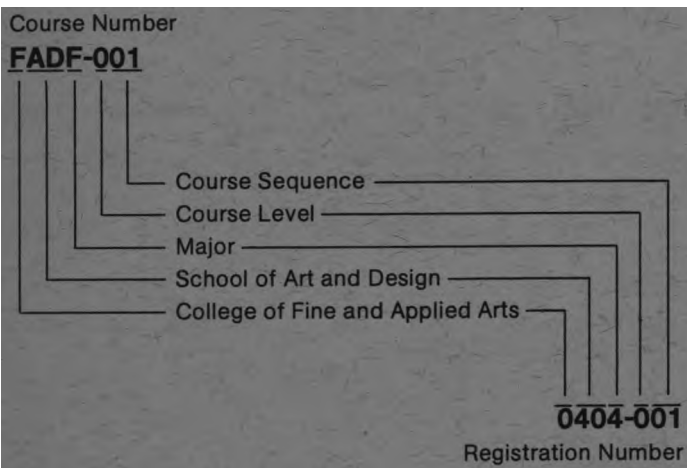 Course Number
FADF-001
Course Sequence
Course Level
Major
School of Art and Design
College of Fine and Applied Arts
0404-001
Registration Number